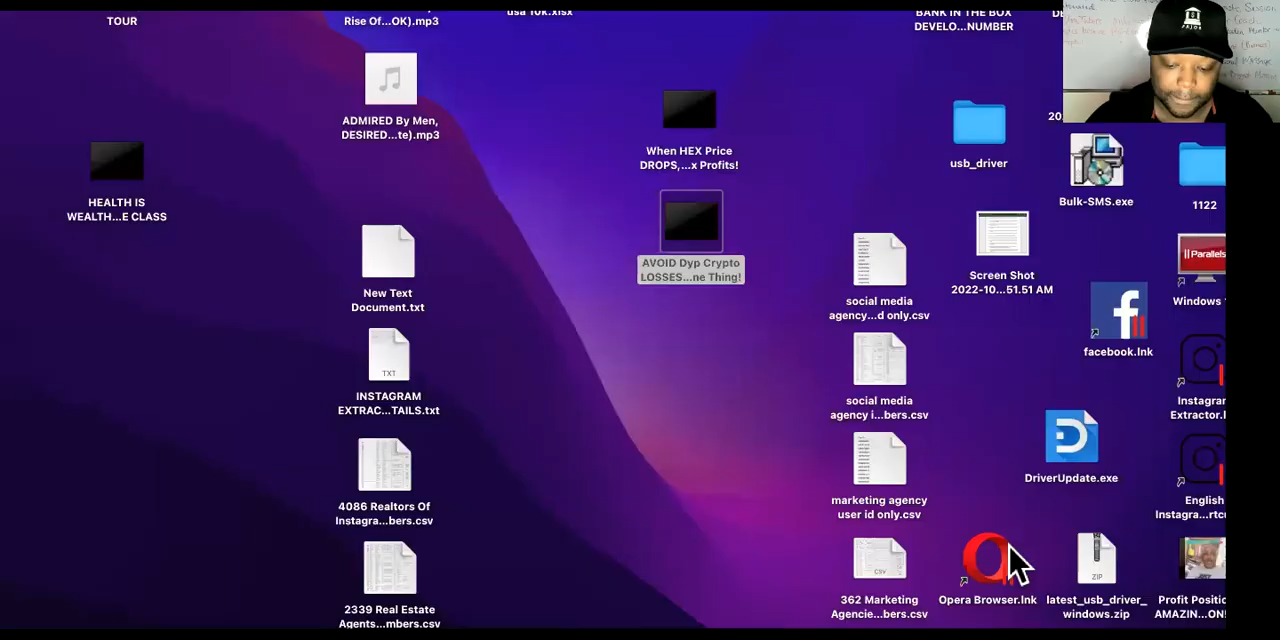 TOUR
Rise Of...OK).mp3
usa 10k.xlsx
BANK IN THE BOX
DEVELO...NUMBER
ADMIRED By Men,
DESIRED...te).mp3
When HEX Price
DROPS,...x Profits!
usb_driver
20
Bulk-SMS.exe
1122
HEALTH IS
WEALTH...E CLASS
AVOID Dyp Crypto
LOSSES...ne Thing!
New Text
Document.txt
social media
agency...d only.csv
Screen Shot
2022-10...51.51 AM
Parallels
Windows
facebook.lnk
TXT
INSTAGRAM
EXTRAC...TAILS.txt
social media
agency i...bers.csv
Instagram
Extractor.l
DriverUpdate.exe
4086 Realtors Of
Instagra...bers.csv
marketing agency
user id only.csv
English
Instagra...rtcu
CSV
ZIP
2339 Real Estate
Agents...mbers.csv
362 Marketing
Agencie...bers.csv
Opera Browser.lnk
latest_usb_driver_
windows.zip
Profit Positio
AMAZIN...ON!